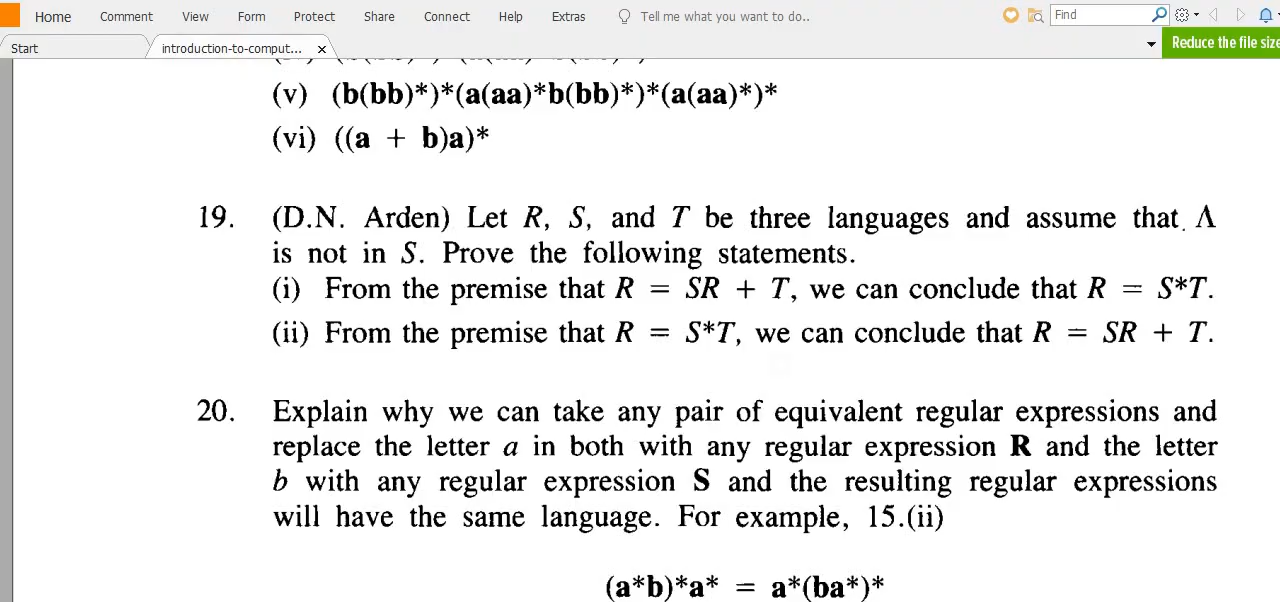 Home Comment View Form Protect Share Connect Help Extras Tell me what you want to do.. Find
Start introduction-to-comput... x Reduce the file size
(v) (b(bb)*)*(a(aa)*b(bb)*)*(a(aa)*)*
(vi) ((a + b)a)*
19. (D.N. Arden) Let R, S, and T be three languages and assume that Λ
is not in S. Prove the following statements.
(i) From the premise that R = SR + T, we can conclude that R = S*T.
(ii) From the premise that R = S*T, we can conclude that R = SR + T.
20. Explain why we can take any pair of equivalent regular expressions and
replace the letter a in both with any regular expression R and the letter
b with any regular expression S and the resulting regular expressions
will have the same language. For example, 15.(ii)
(a*b)*a* = a*(ba*)*